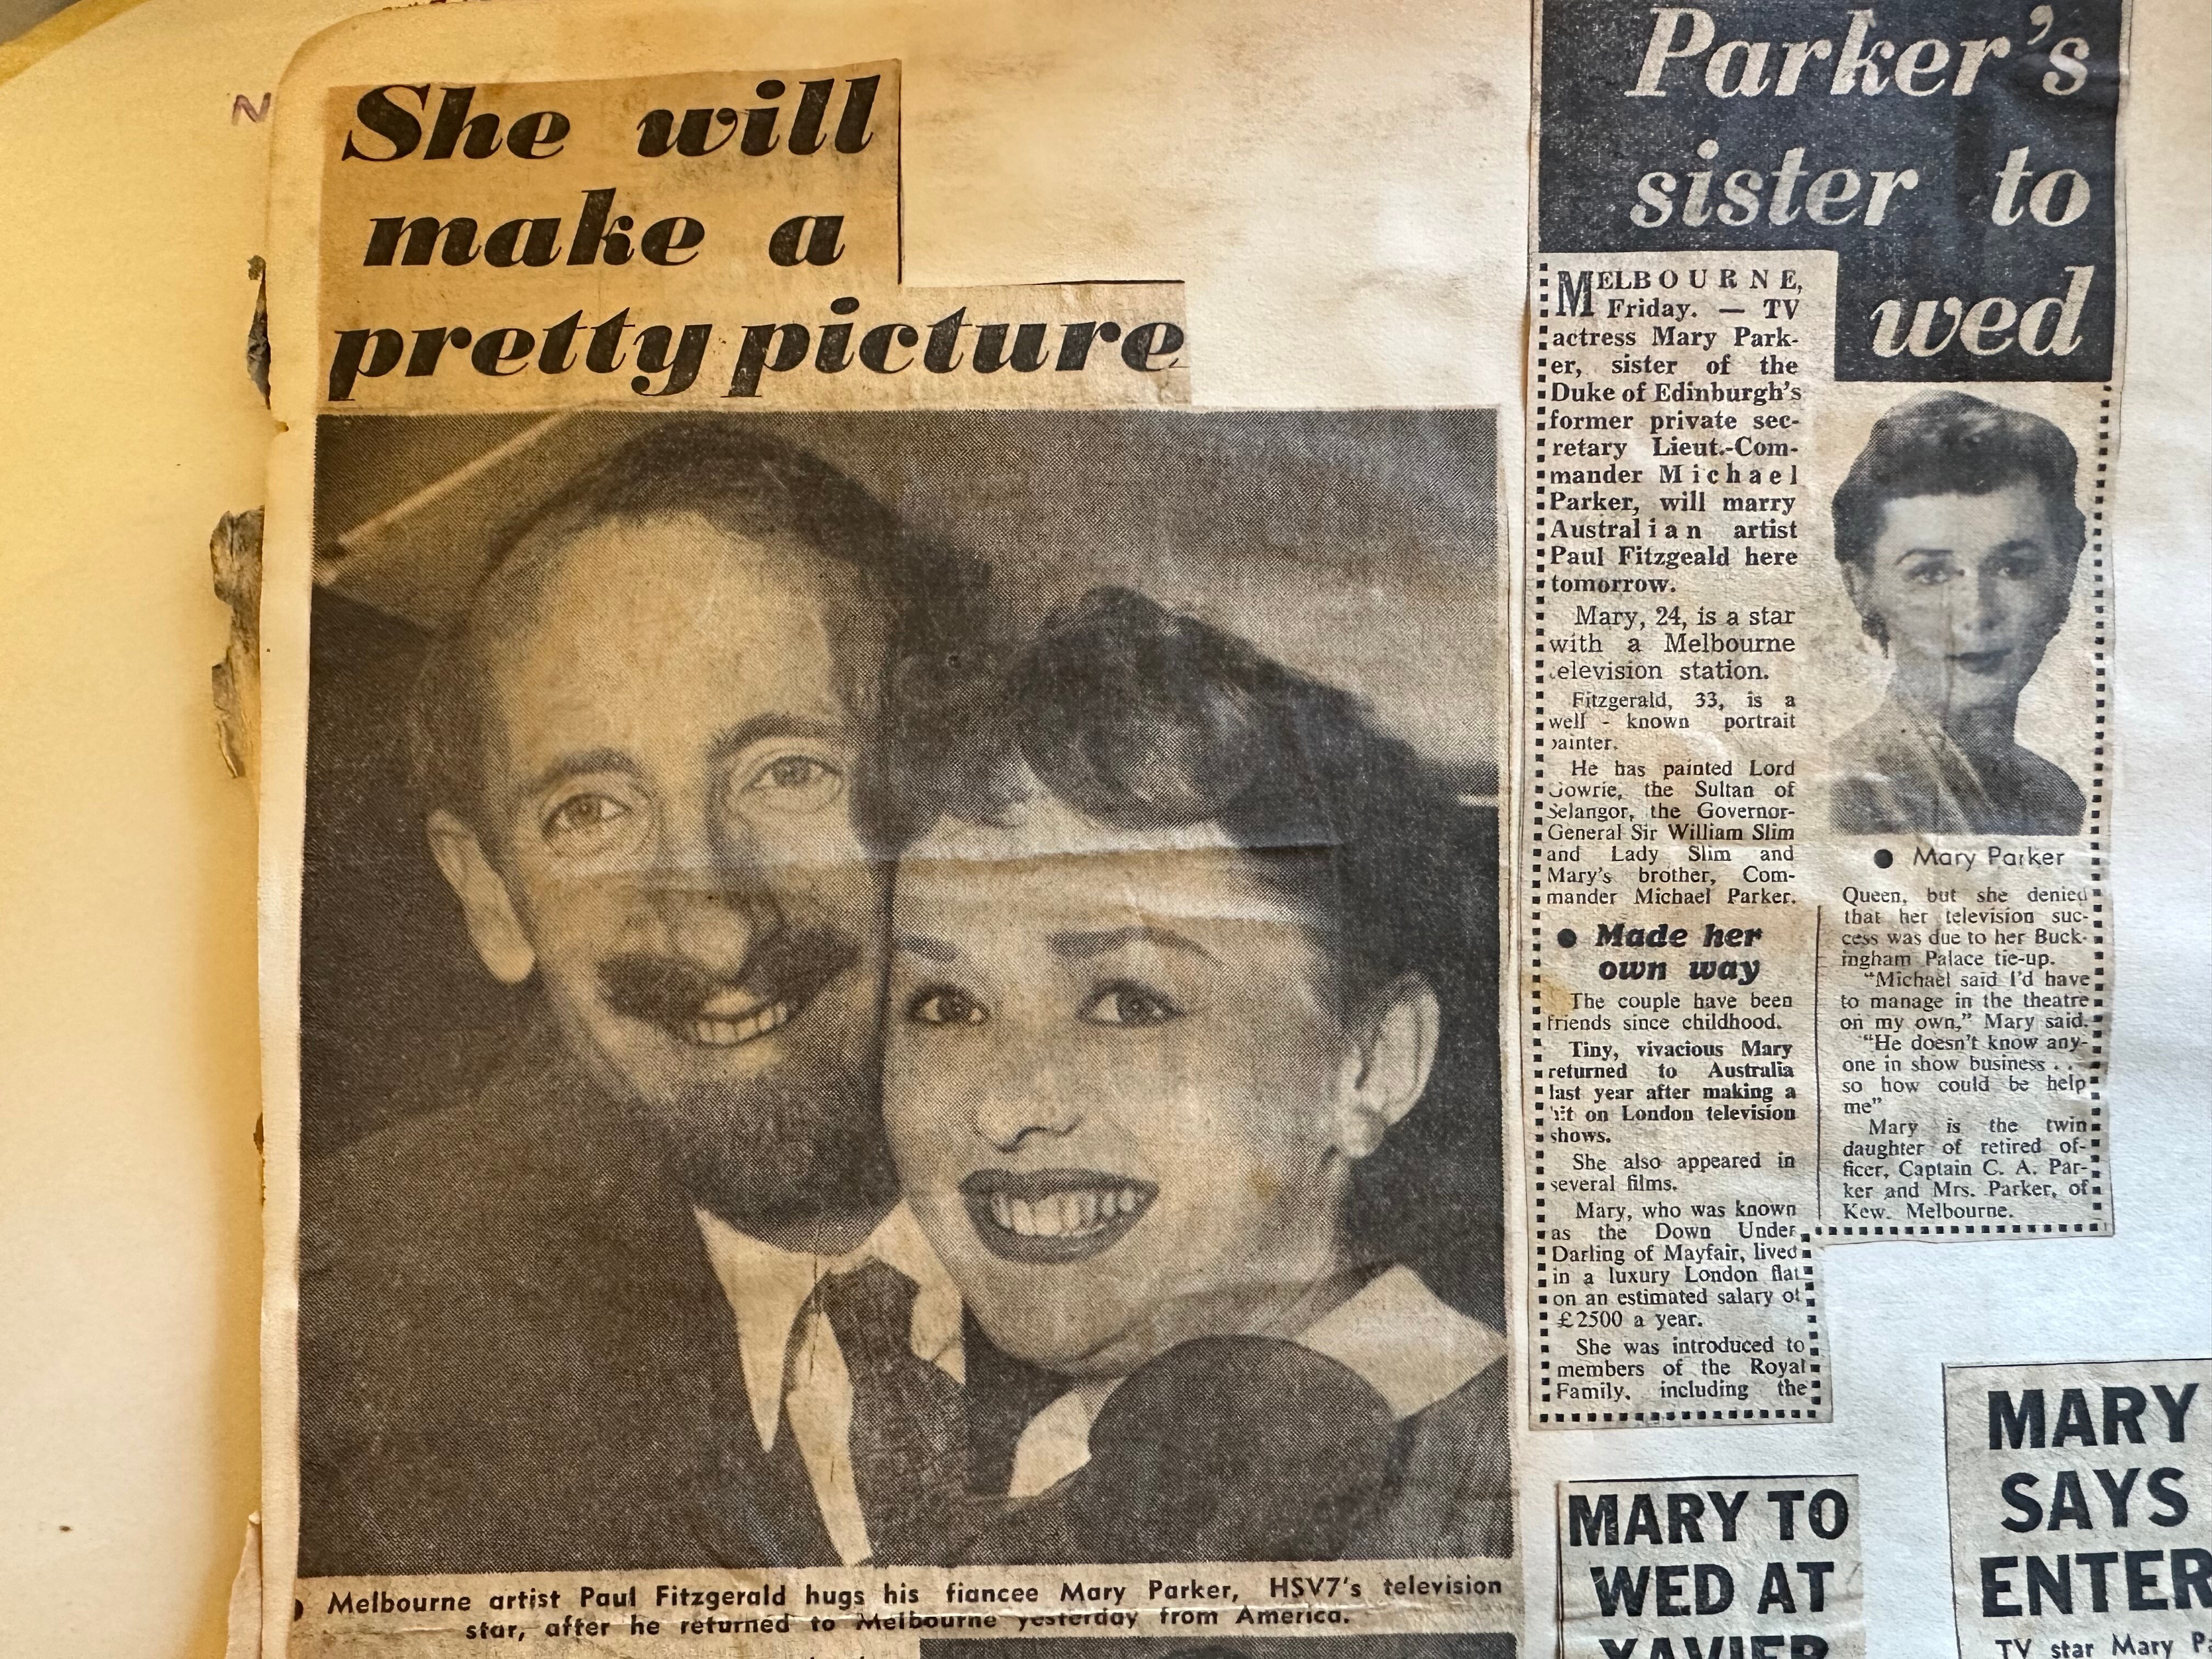 N
She will
make a
pretty picture
Melbourne artist Paul Fitzgerald hugs his fiancee Mary Parker, HSV7's television
star, after he returned to Melbourne yesterday from America.
Parker's
sister to
wed
MELBOURNE,
Friday. — TV
actress Mary Park-
er, sister of the
Duke of Edinburgh's
former private sec-
retary Lieut.-Com-
mander Michael
Parker, will marry
Australian artist
Paul Fitzgeald here
tomorrow.
Mary, 24, is a star
with a Melbourne
elevision station.
Fitzgerald, 33, is a
well - known portrait
ainter.
He has painted Lord
Gowrie, the Sultan of
Selangor, the Governor-
General Sir William Slim
and Lady Slim and
Mary's brother, Com-
mander Michael Parker.
● Made her
own way
The couple have been
friends since childhood.
Tiny, vivacious Mary
returned to Australia
last year after making a
hit on London television
shows.
She also appeared in
several films.
Mary, who was known
as the Down Under
Darling of Mayfair, lived
in a luxury London flat
on an estimated salary of
£2500 a year.
She was introduced to
members of the Royal
Family, including the
● Mary Parker
Queen, but she denied
that her television suc-
cess was due to her Buck-
ingham Palace tie-up.
"Michael said I'd have
to manage in the theatre
on my own," Mary said.
"He doesn't know any-
one in show business . .
so how could be help
me"
Mary is the twin
daughter of retired of-
ficer, Captain C. A. Par-
ker and Mrs. Parker, of
Kew. Melbourne.
MARY TO
WED AT
XAVIER
MARY
SAYS
ENTER
TV star Mary Pa